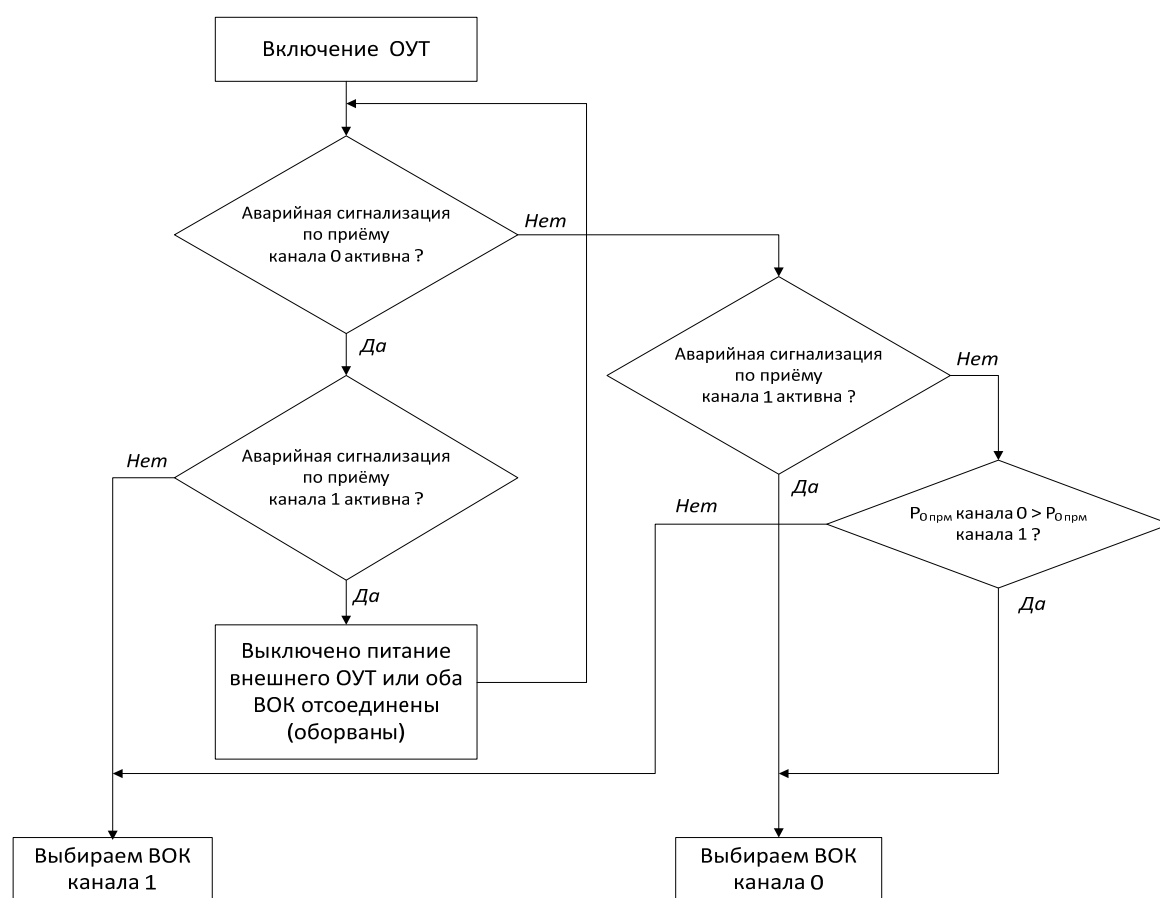 Включение ОУТ
Аварийная сигнализация
по приёму
канала 0 активна ?
Нет
Да
Аварийная сигнализация
по приёму
канала 1 активна ?
Нет
Аварийная сигнализация
по приёму
канала 1 активна ?
Нет
Да
Нет
P0 прм канала 0 > P0 прм
канала 1 ?
Да
Да
Выключено питание
внешнего ОУТ или оба
ВОК отсоединены
(оборваны)
Выбираем ВОК
канала 1
Выбираем ВОК
канала 0